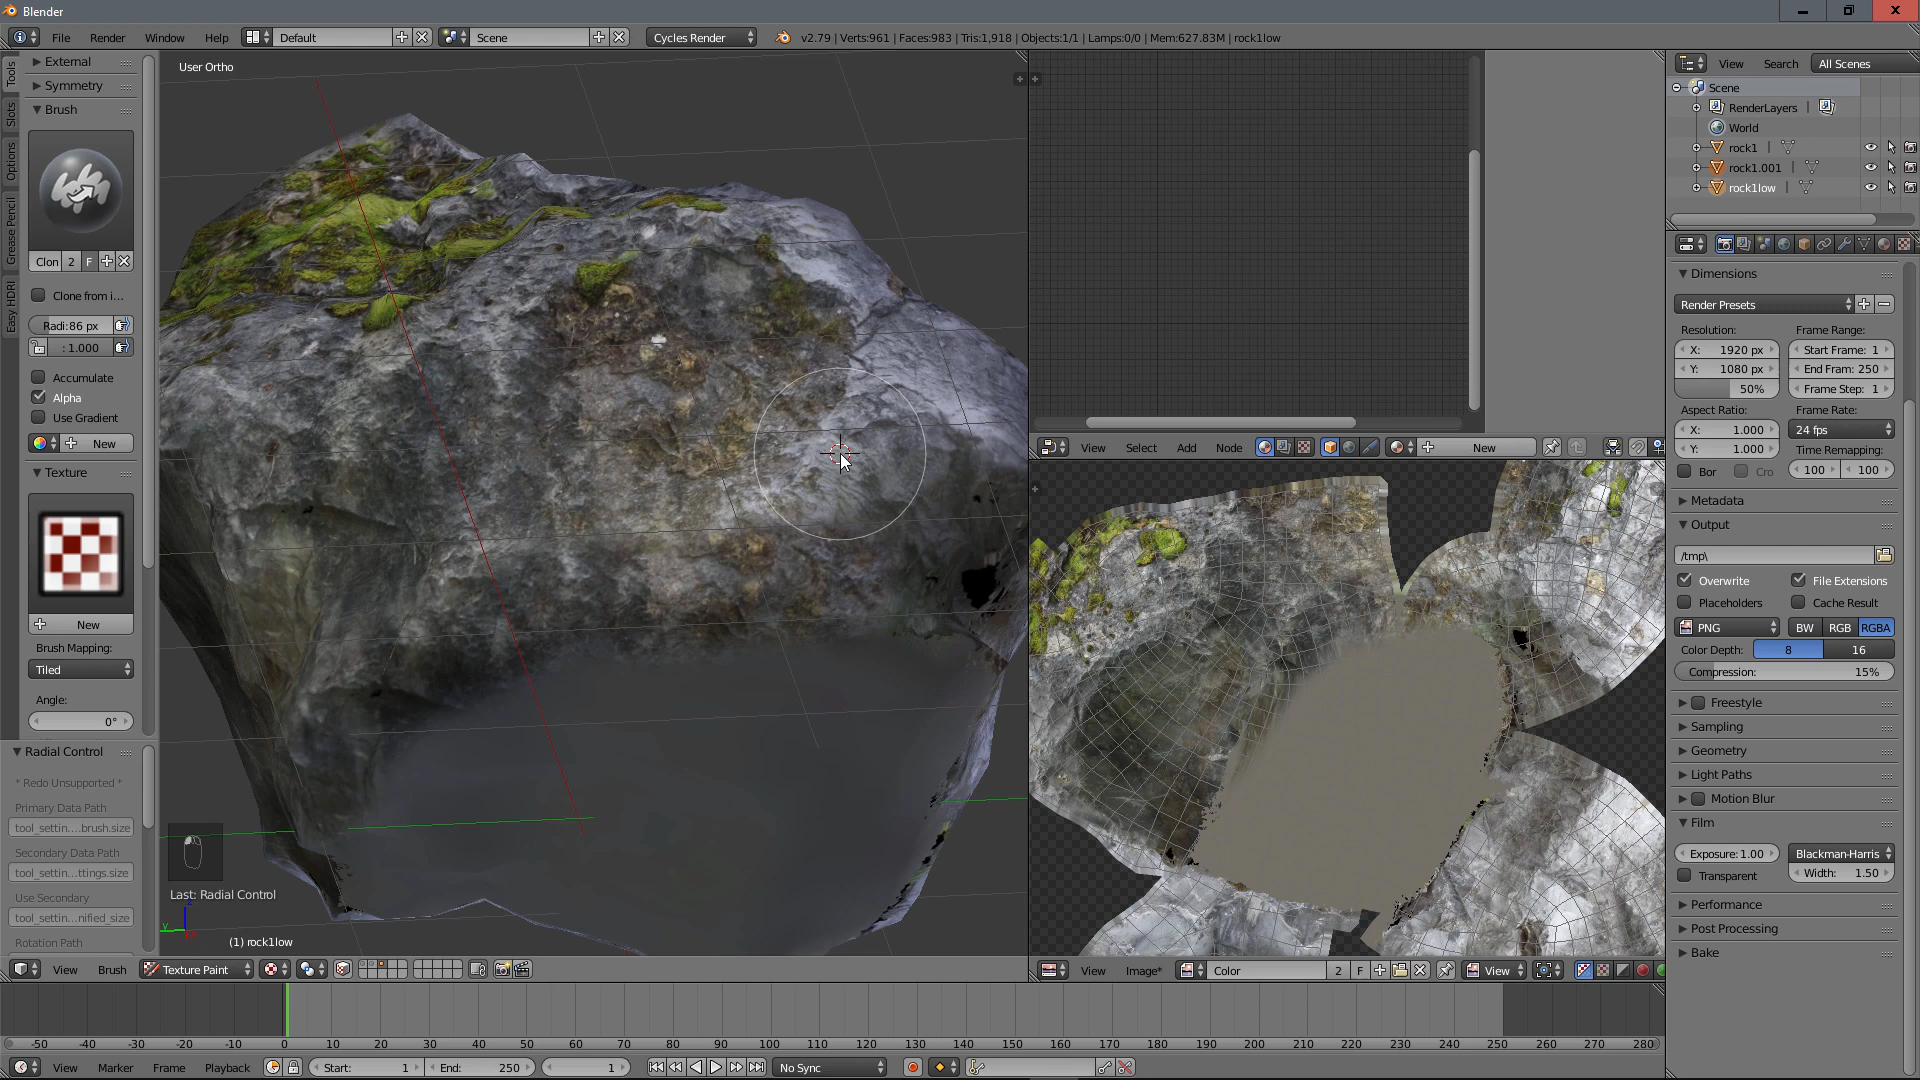 Blender
File Render Window Help Default Scene Cycles Render v2.79 | Verts:961 | Faces:983 | Tris:1,918 | Objects:1/1 | Lamps:0/0 | Mem:627.83M | rock1low
Tools
Slots
Options
Grease Pencil
Easy HDRI
External
Symmetry
Brush
Clon 2 F
Clone from i...
Radi:86 px
: 1.000
Accumulate
Alpha
Use Gradient
New
Texture
New
Brush Mapping:
Tiled
Angle:
0°
Radial Control
* Redo Unsupported *
Primary Data Path
tool_settin....brush.size
Secondary Data Path
tool_settin...ttings.size
Use Secondary
tool_settin...nified_size
Rotation Path
User Ortho
Last: Radial Control
(1) rock1low
View Brush Texture Paint
View Select Add Node New
View Image* Color 2 F View
View Search All Scenes
Scene
RenderLayers
World
rock1
rock1.001
rock1low
Dimensions
Render Presets
Resolution: Frame Range:
X: 1920 px Start Frame: 1
Y: 1080 px End Fram: 250
50% Frame Step: 1
Aspect Ratio: Frame Rate:
X: 1.000 24 fps
Y: 1.000 Time Remapping:
Bor Cro 100 100
Metadata
Output
/tmp\
Overwrite File Extensions
Placeholders Cache Result
PNG BW RGB RGBA
Color Depth: 8 16
Compression: 15%
Freestyle
Sampling
Geometry
Light Paths
Motion Blur
Film
Exposure:1.00 Blackman-Harris
Transparent Width: 1.50
Performance
Post Processing
Bake
-50 -40 -30 -20 -10 0 10 20 30 40 50 60 70 80 90 100 110 120 130 140 150 160 170 180 190 200 210 220 230 240 250 260 270 280
View Marker Frame Playback Start: 1 End: 250 1 No Sync